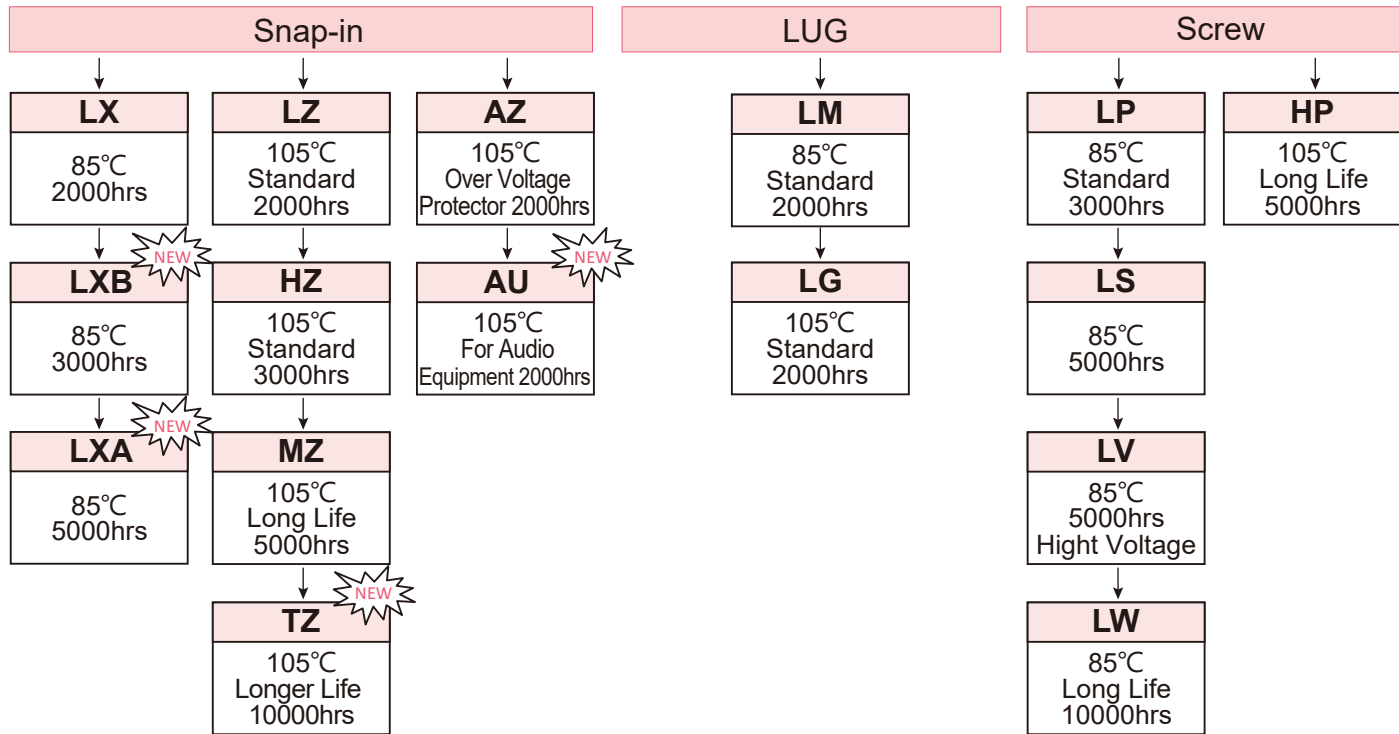 Snap-in
LX
85℃
2000hrs
NEW
LXB
85℃
3000hrs
NEW
LXA
85℃
5000hrs
LZ
105℃
Standard
2000hrs
HZ
105℃
Standard
3000hrs
MZ
105℃
Long Life
5000hrs
NEW
TZ
105℃
Longer Life
10000hrs
AZ
105℃
Over Voltage
Protector 2000hrs
NEW
AU
105℃
For Audio
Equipment 2000hrs
LUG
LM
85℃
Standard
2000hrs
LG
105℃
Standard
2000hrs
Screw
LP
85℃
Standard
3000hrs
LS
85℃
5000hrs
LV
85℃
5000hrs
Hight Voltage
LW
85℃
Long Life
10000hrs
HP
105℃
Long Life
5000hrs